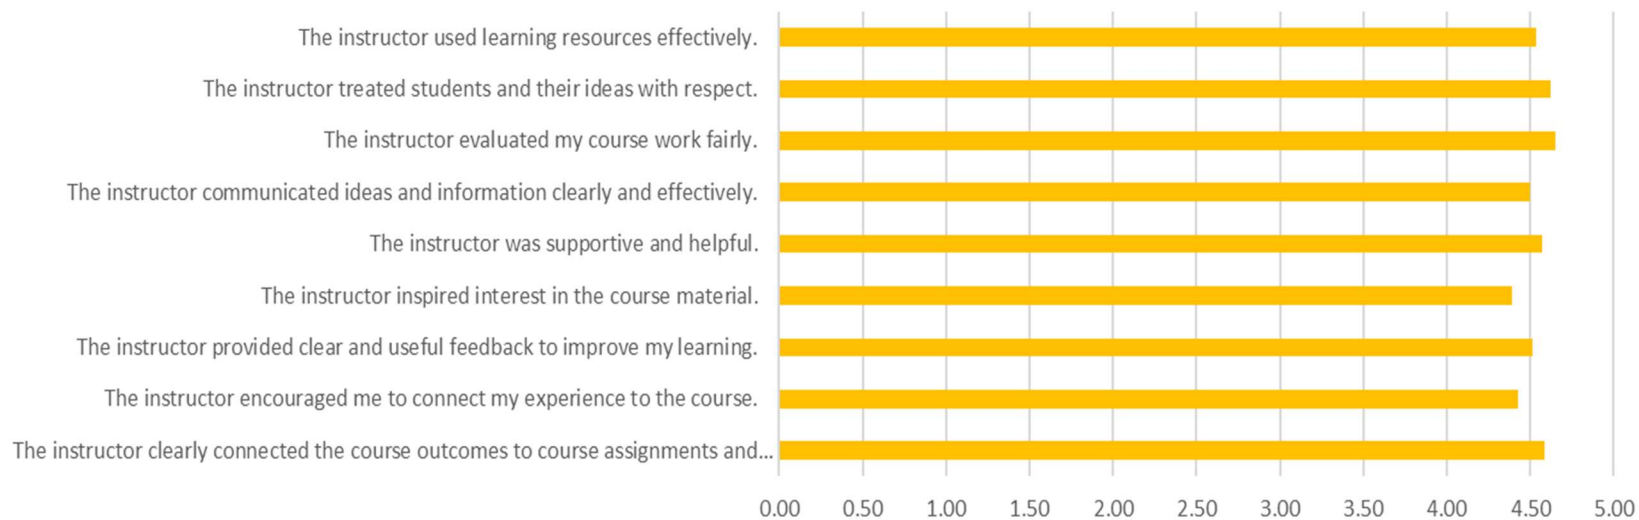 The instructor used learning resources effectively.
The instructor treated students and their ideas with respect.
The instructor evaluated my course work fairly.
The instructor communicated ideas and information clearly and effectively.
The instructor was supportive and helpful.
The instructor inspired interest in the course material.
The instructor provided clear and useful feedback to improve my learning.
The instructor encouraged me to connect my experience to the course.
The instructor clearly connected the course outcomes to course assignments and...
0.00 0.50 1.00 1.50 2.00 2.50 3.00 3.50 4.00 4.50 5.00